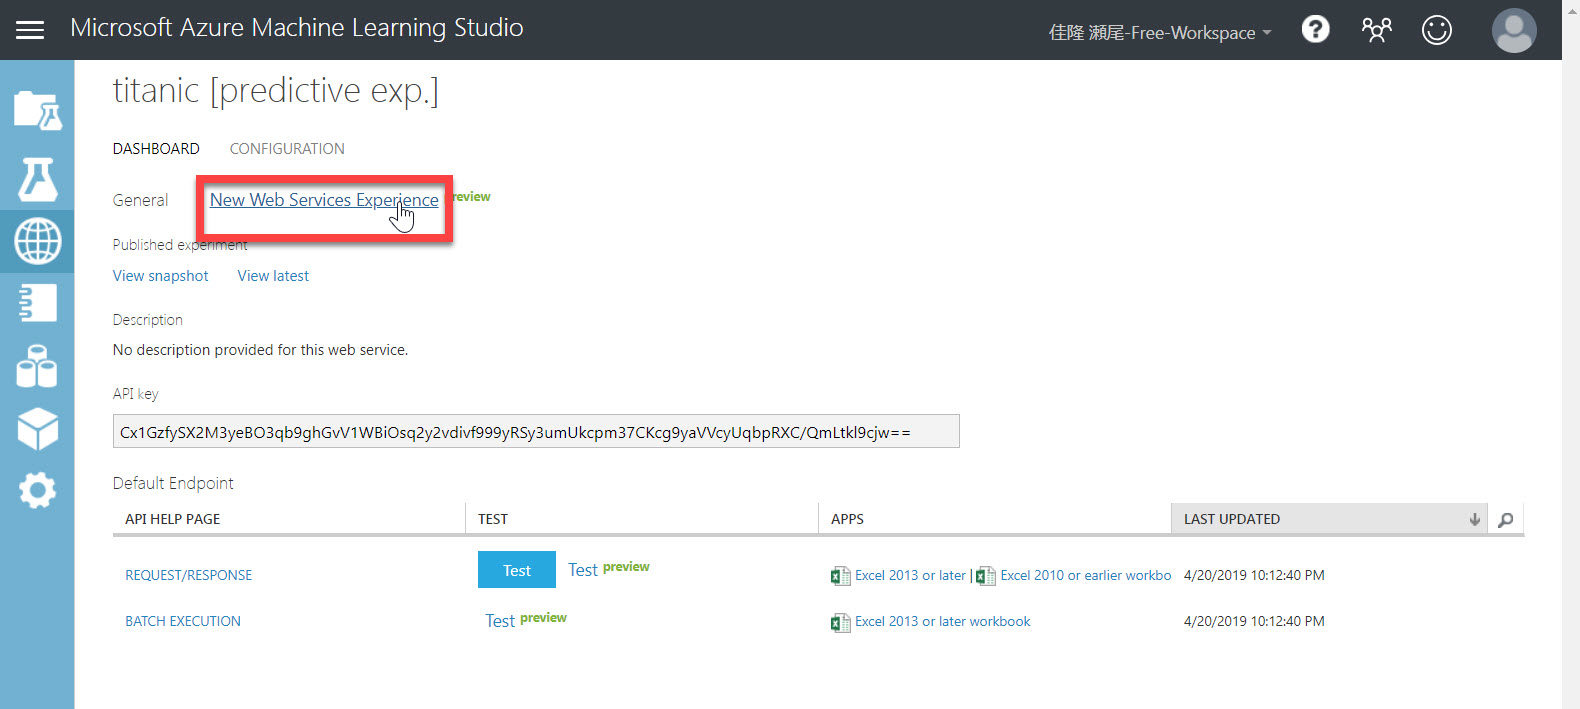 Microsoft Azure Machine Learning Studio
佳隆 瀬尾-Free-Workspace
titanic [predictive exp.]
DASHBOARD CONFIGURATION
General New Web Services Experience review
Published experiment
View snapshot View latest
Description
No description provided for this web service.
API key
Cx1GzfySX2M3yeBO3qb9ghGvV1WBiOsq2y2vdivf999yRSy3umUkcpm37CKcg9yaVVcyUqbpRXC/QmLtkl9cjw==
Default Endpoint
API HELP PAGE TEST APPS LAST UPDATED
REQUEST/RESPONSE Test Test preview Excel 2013 or later | Excel 2010 or earlier workbo 4/20/2019 10:12:40 PM
BATCH EXECUTION Test preview Excel 2013 or later workbook 4/20/2019 10:12:40 PM